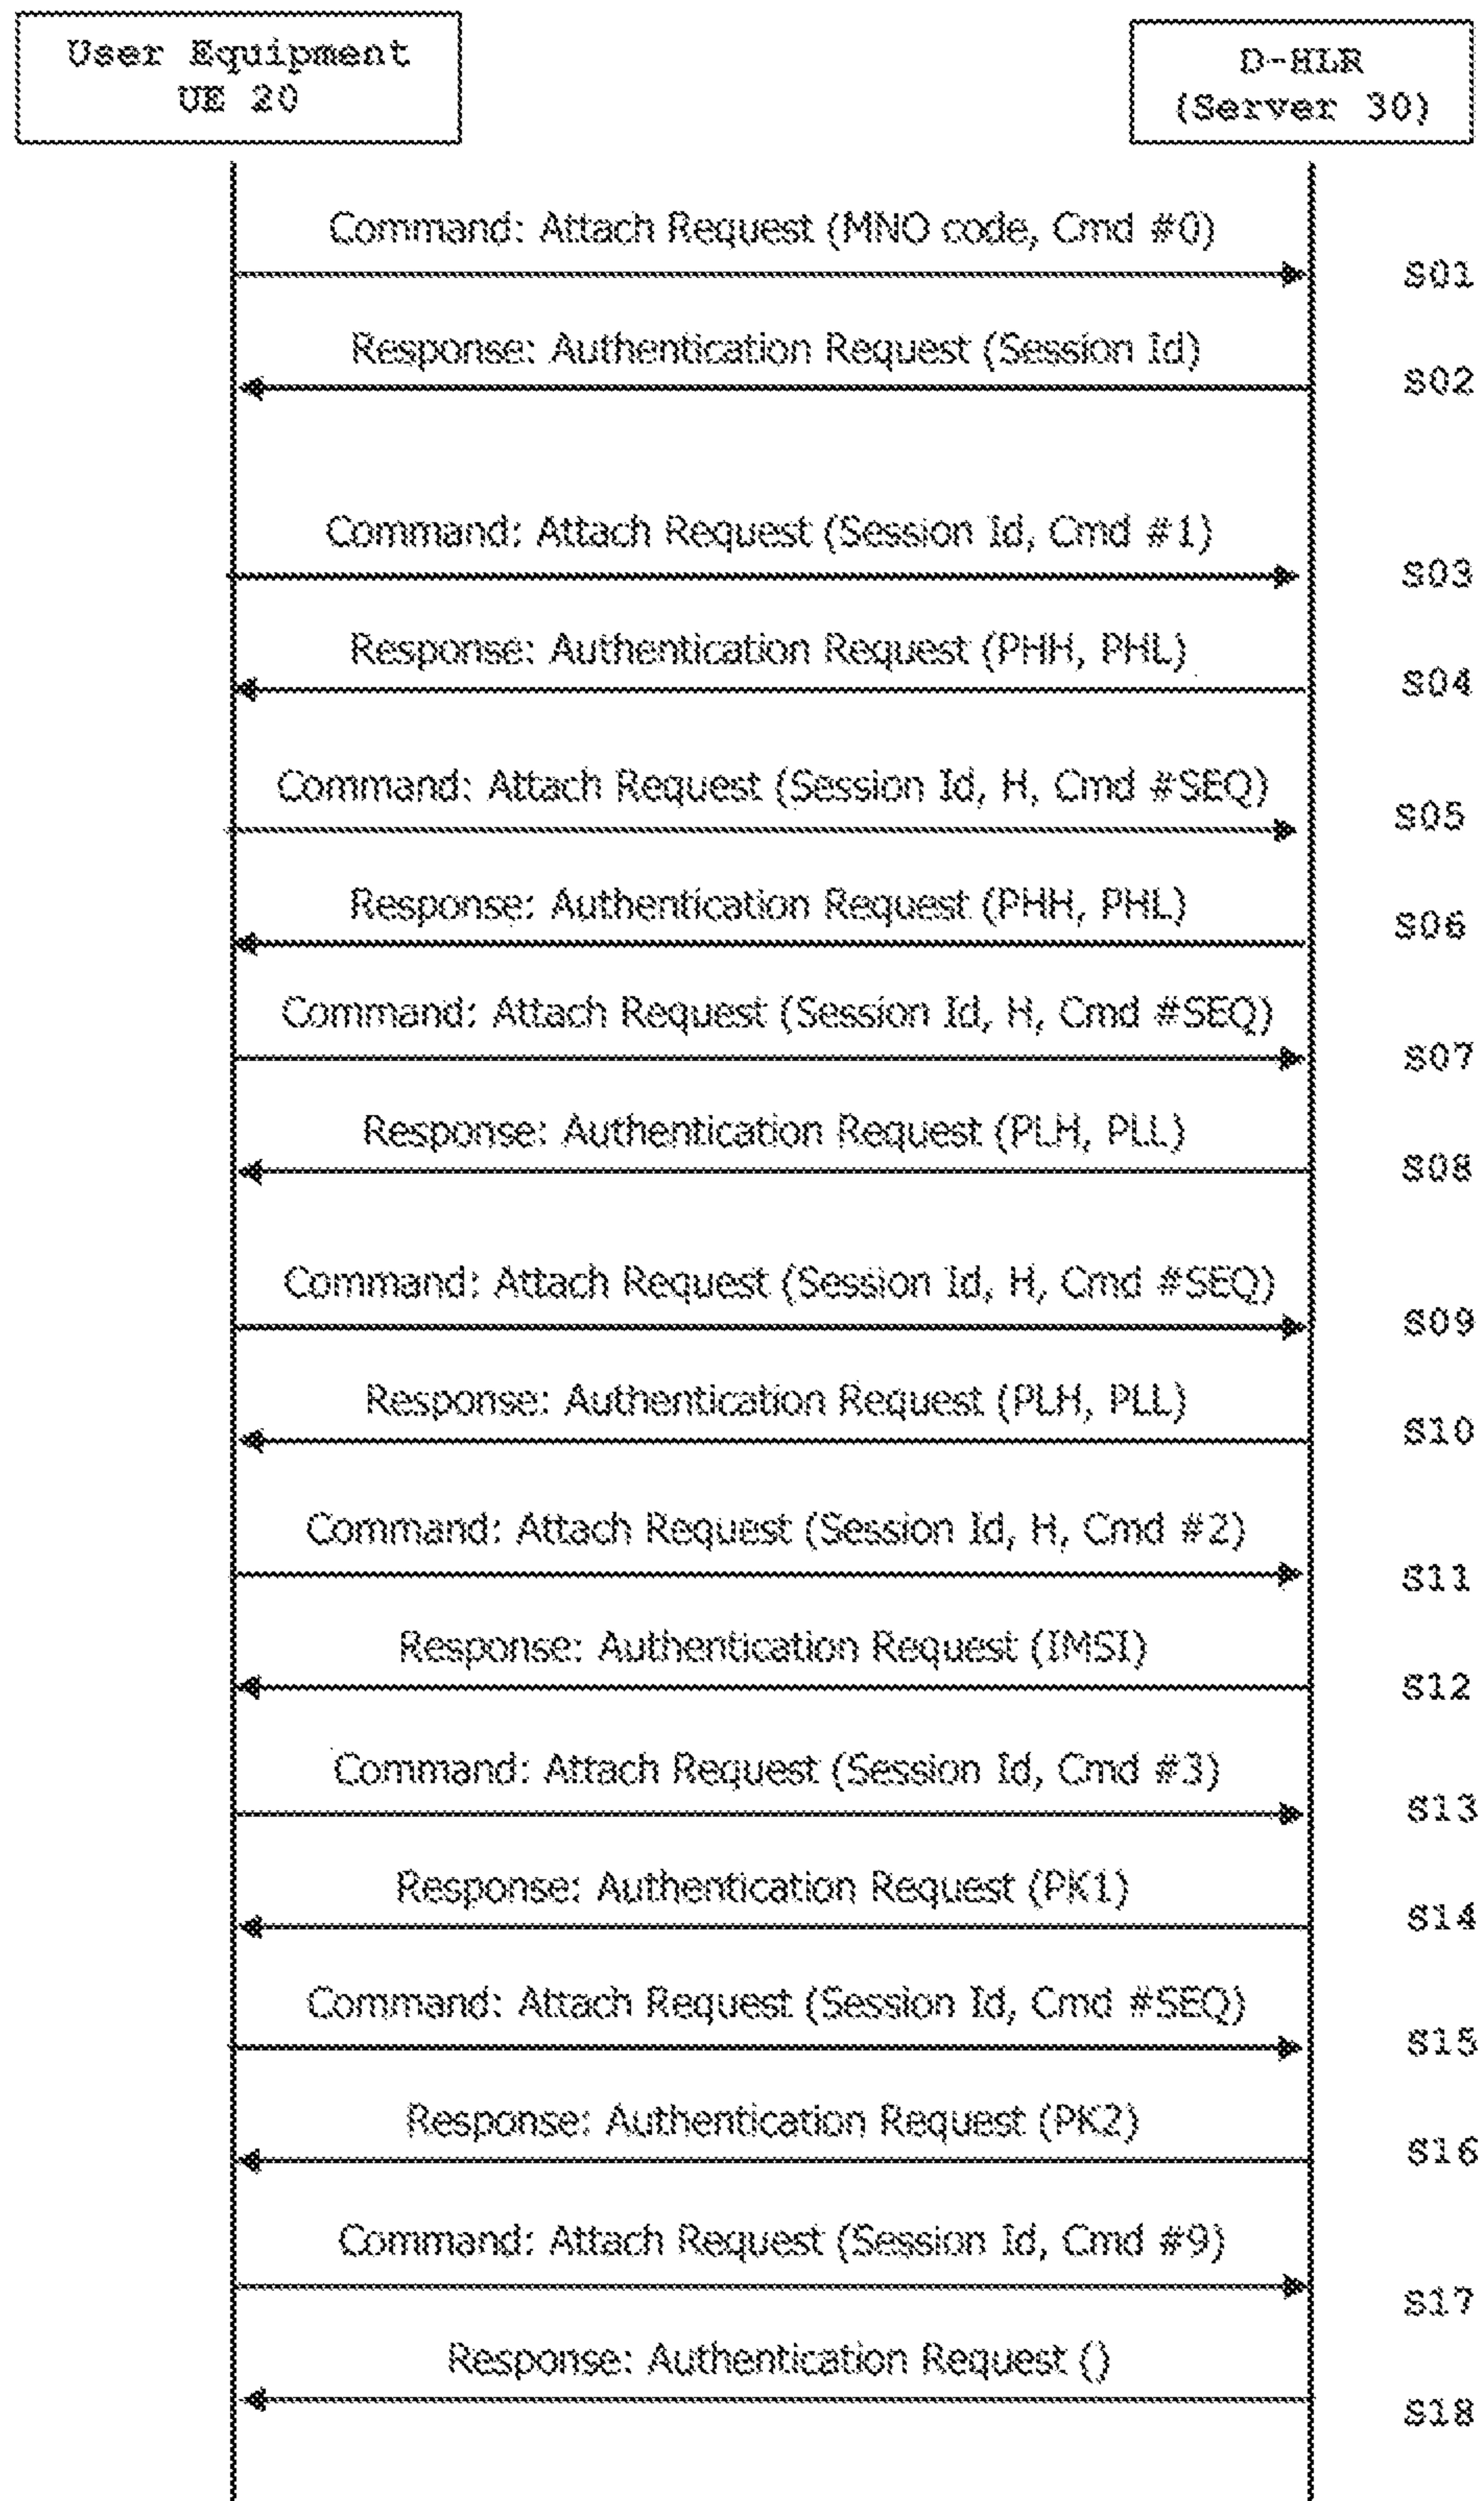 User Equipment
UE 20
D-HLR
(Server 30)
Command: Attach Request (MNO code, Cmd #0)
S01
Response: Authentication Request (Session Id)
S02
Command: Attach Request (Session Id, Cmd #1)
S03
Response: Authentication Request (PHH, PHL)
S04
Command: Attach Request (Session Id, H, Cmd #SEQ)
S05
Response: Authentication Request (PHH, PHL)
S06
Command: Attach Request (Session Id, H, Cmd #SEQ)
S07
Response: Authentication Request (PLH, PLL)
S08
Command: Attach Request (Session Id, H, Cmd #SEQ)
S09
Response: Authentication Request (PLH, PLL)
S10
Command: Attach Request (Session Id, H, Cmd #2)
S11
Response: Authentication Request (IMSI)
S12
Command: Attach Request (Session Id, Cmd #3)
S13
Response: Authentication Request (PK1)
S14
Command: Attach Request (Session Id, Cmd #SEQ)
S15
Response: Authentication Request (PK2)
S16
Command: Attach Request (Session Id, Cmd #9)
S17
Response: Authentication Request ()
S18